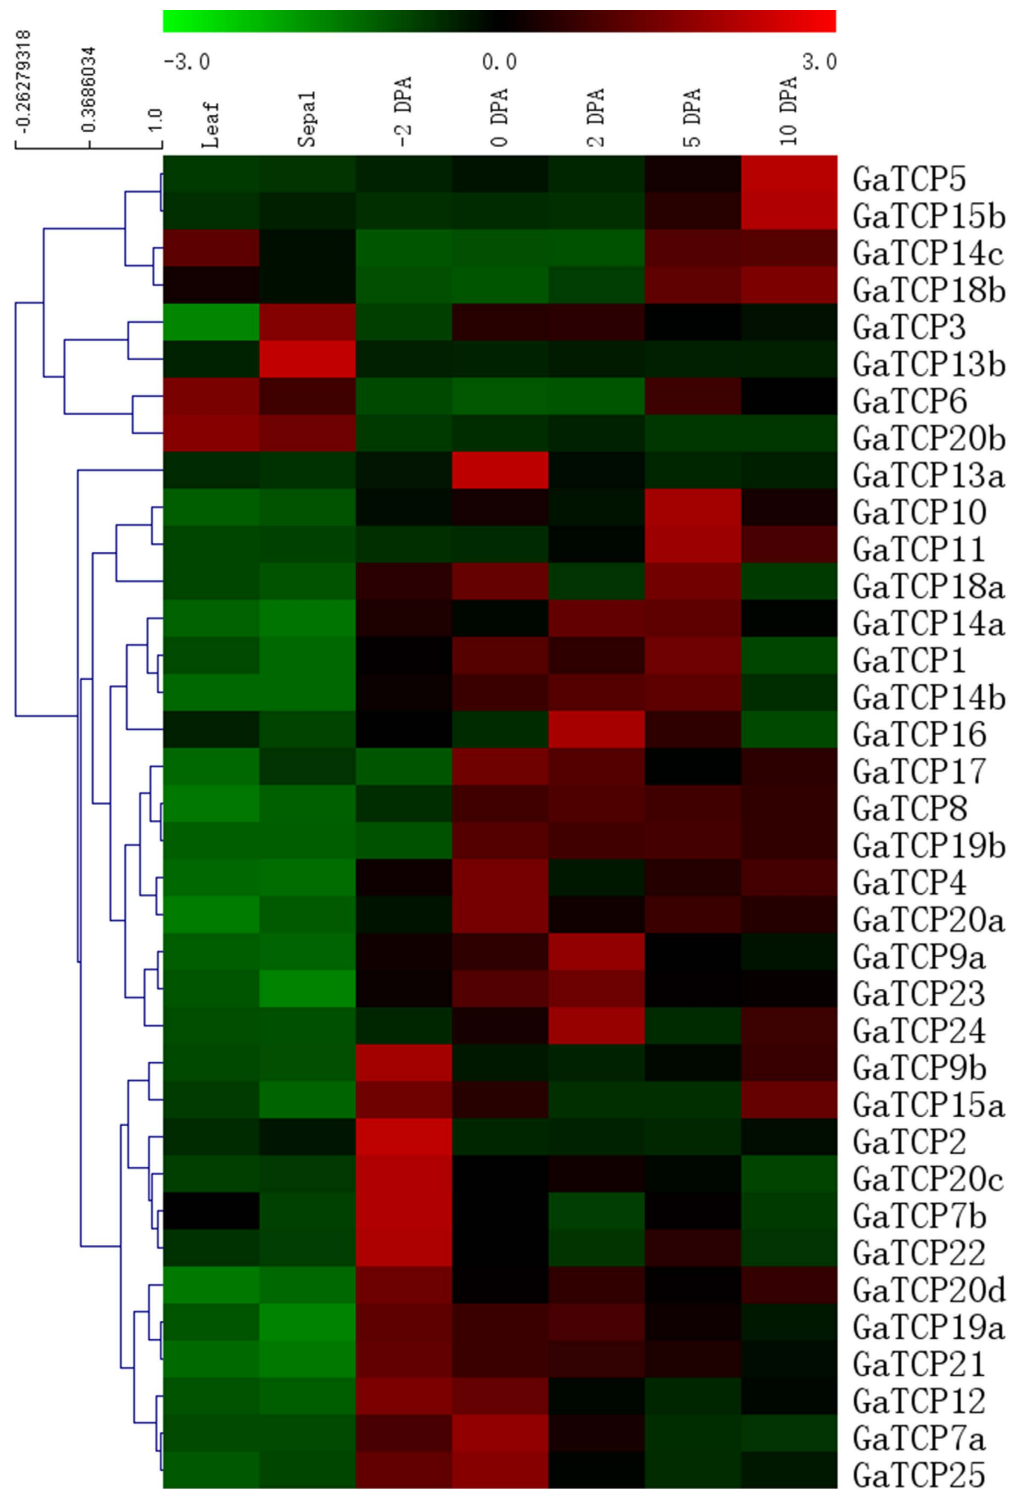 -3.0 0.0 3.0
-0.26279318
0.3686034
1.0
Leaf
Sepal
-2 DPA
0 DPA
2 DPA
5 DPA
10 DPA
GaTCP5
GaTCP15b
GaTCP14c
GaTCP18b
GaTCP3
GaTCP13b
GaTCP6
GaTCP20b
GaTCP13a
GaTCP10
GaTCP11
GaTCP18a
GaTCP14a
GaTCP1
GaTCP14b
GaTCP16
GaTCP17
GaTCP8
GaTCP19b
GaTCP4
GaTCP20a
GaTCP9a
GaTCP23
GaTCP24
GaTCP9b
GaTCP15a
GaTCP2
GaTCP20c
GaTCP7b
GaTCP22
GaTCP20d
GaTCP19a
GaTCP21
GaTCP12
GaTCP7a
GaTCP25